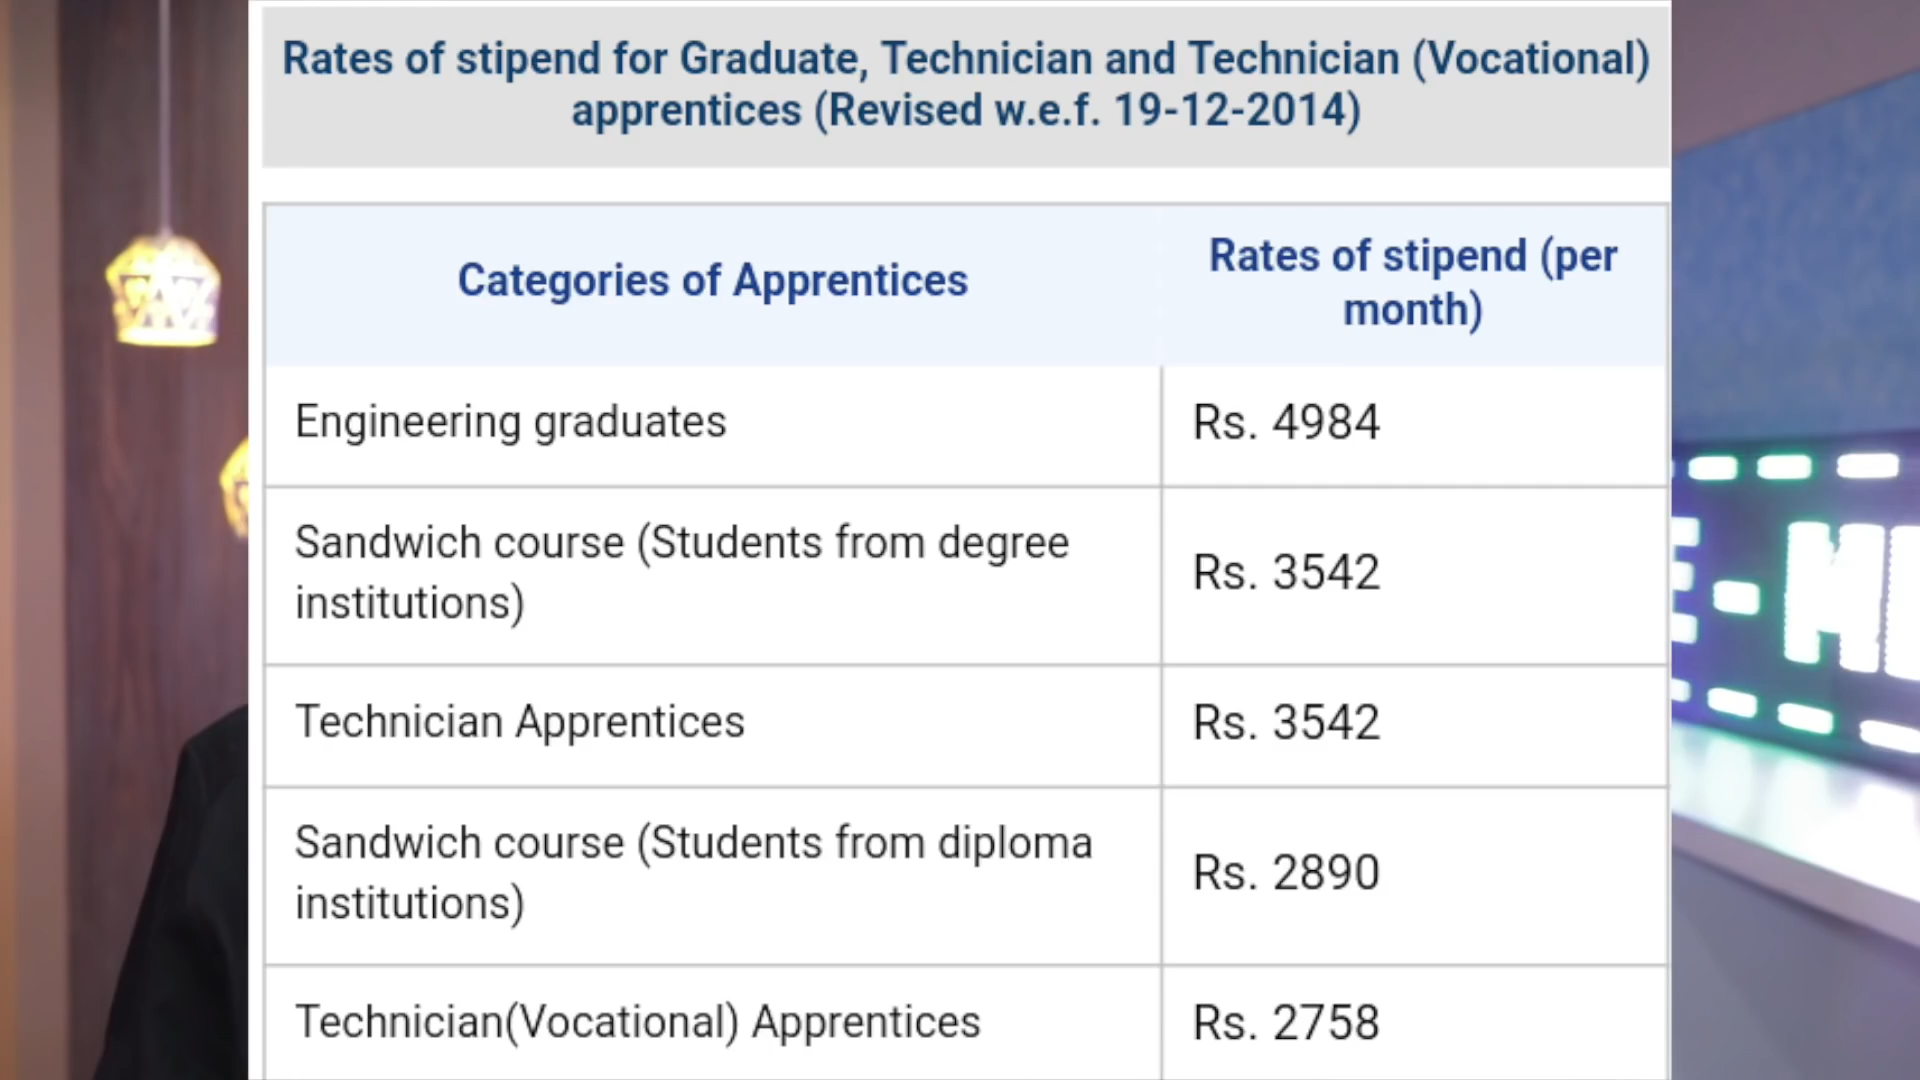 Rates of stipend for Graduate, Technician and Technician (Vocational)
apprentices (Revised w.e.f. 19-12-2014)
Categories of Apprentices
Rates of stipend (per
month)
Engineering graduates
Rs. 4984
Sandwich course (Students from degree
institutions)
Rs. 3542
Technician Apprentices
Rs. 3542
Sandwich course (Students from diploma
institutions)
Rs. 2890
Technician(Vocational) Apprentices
Rs. 2758